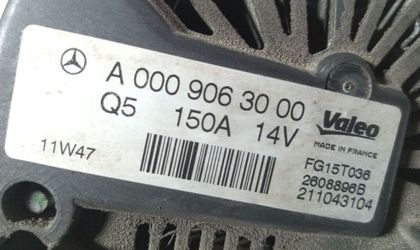 A 000 906 30 00
Q5 150A 14V
Valeo
MADE IN FRANCE
11W47
FG15T036
2608896B
211043104